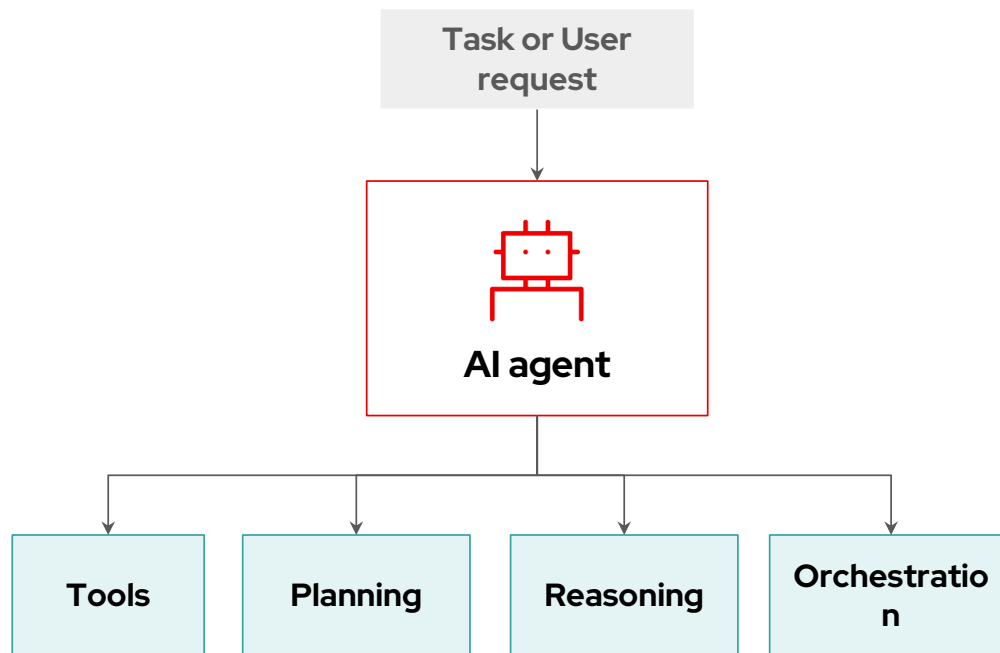 Task or User
request
AI agent
Tools
Planning
Reasoning
Orchestratio
n